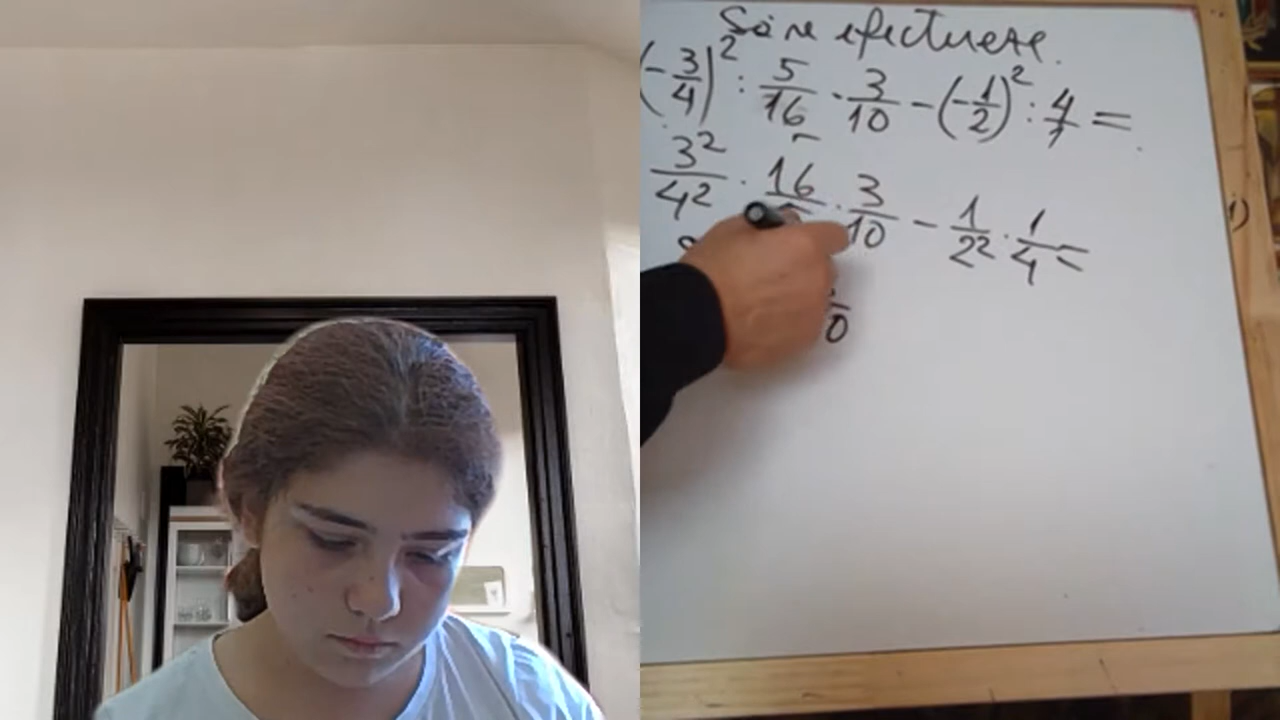 Să se efectueze.
(-3/4)² : 5/16 · 3/10 - (-1/2)² : 4/1 =
3²/4² · 16 · 3/10 - 1/2² · 1/4 =